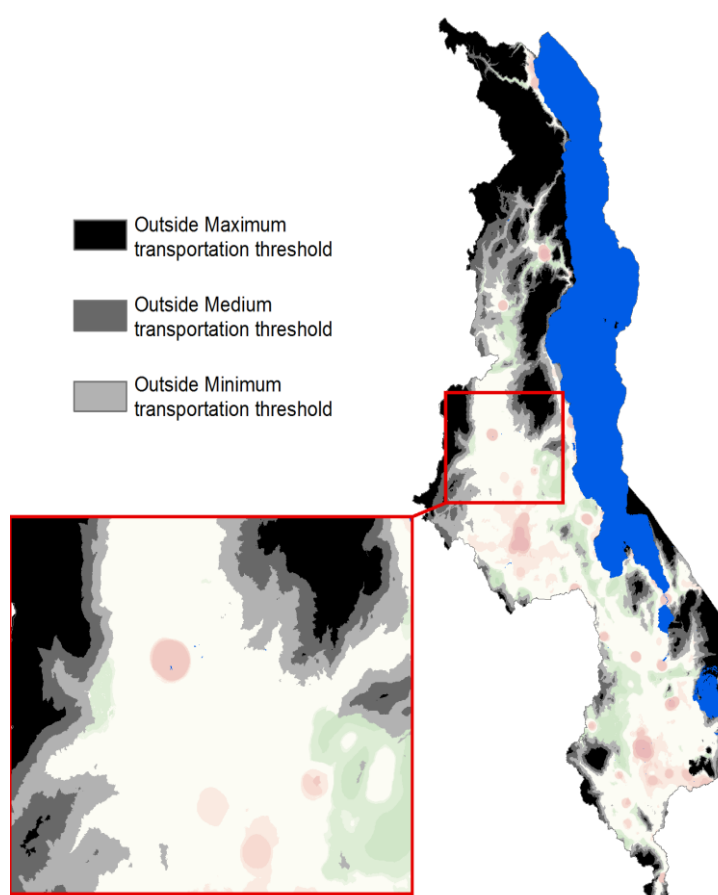 Outside Maximum
transportation threshold
Outside Medium
transportation threshold
Outside Minimum
transportation threshold